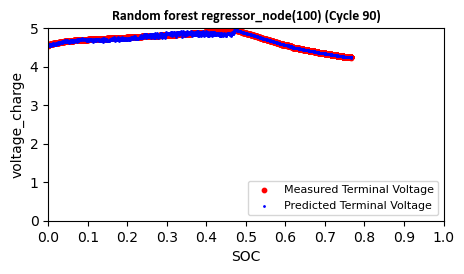 Random forest regressor_node(100) (Cycle 90)
voltage_charge
5
4
3
2
1
0
Measured Terminal Voltage
Predicted Terminal Voltage
0.0 0.1 0.2 0.3 0.4 0.5 0.6 0.7 0.8 0.9 1.0
SOC